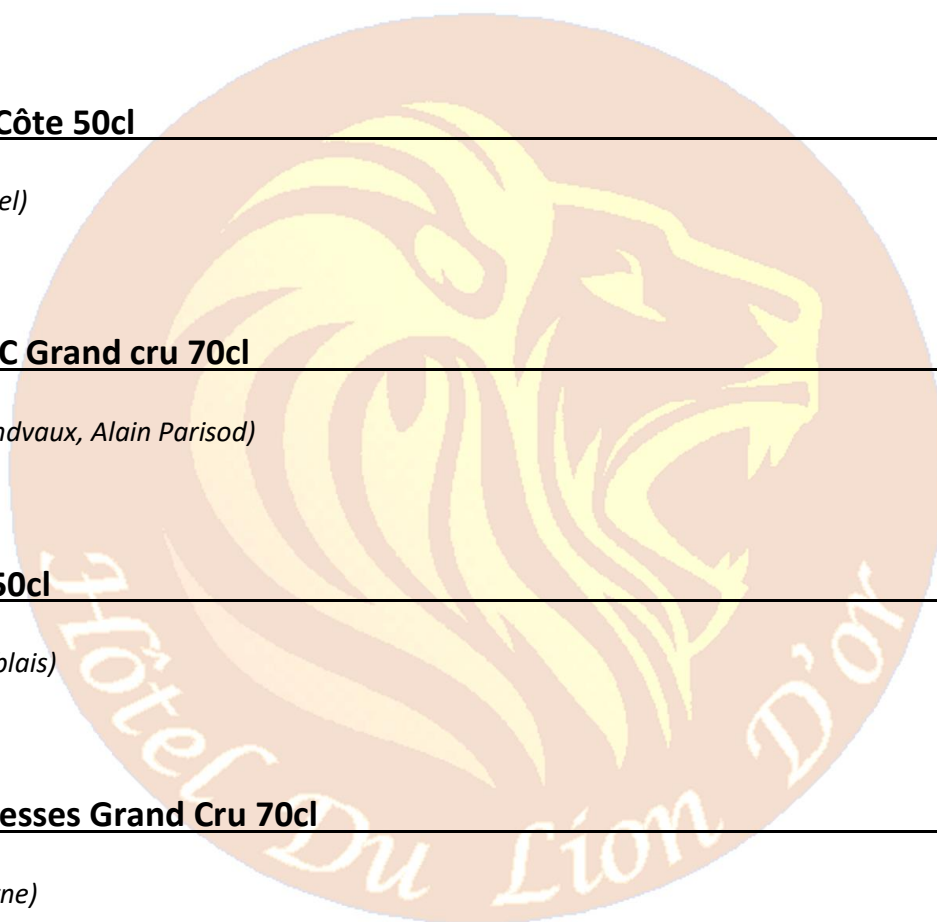 Côte 50cl
el)
C Grand cru 70cl
ndvaux, Alain Parisod)
50cl
plais)
esses Grand Cru 70cl
ne)
Hôtel Du Lion D'or